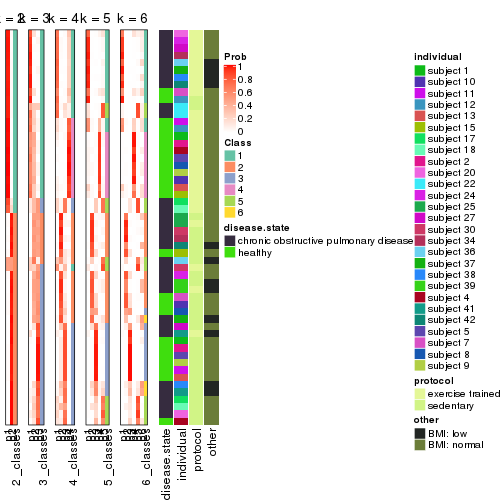 k = 2
k = 3
k = 4
k = 5
k = 6
Prob
1
0.8
0.6
0.4
0.2
0
Class
1
2
3
4
5
6
disease.state
chronic obstructive pulmonary disease
healthy
individual
subject 1
subject 10
subject 11
subject 12
subject 13
subject 15
subject 17
subject 18
subject 2
subject 20
subject 22
subject 24
subject 25
subject 27
subject 30
subject 34
subject 36
subject 37
subject 38
subject 39
subject 4
subject 41
subject 42
subject 5
subject 7
subject 8
subject 9
protocol
exercise trained
sedentary
other
BMI: low
BMI: normal
2_classes
3_classes
4_classes
5_classes
6_classes
disease.state
individual
protocol
other